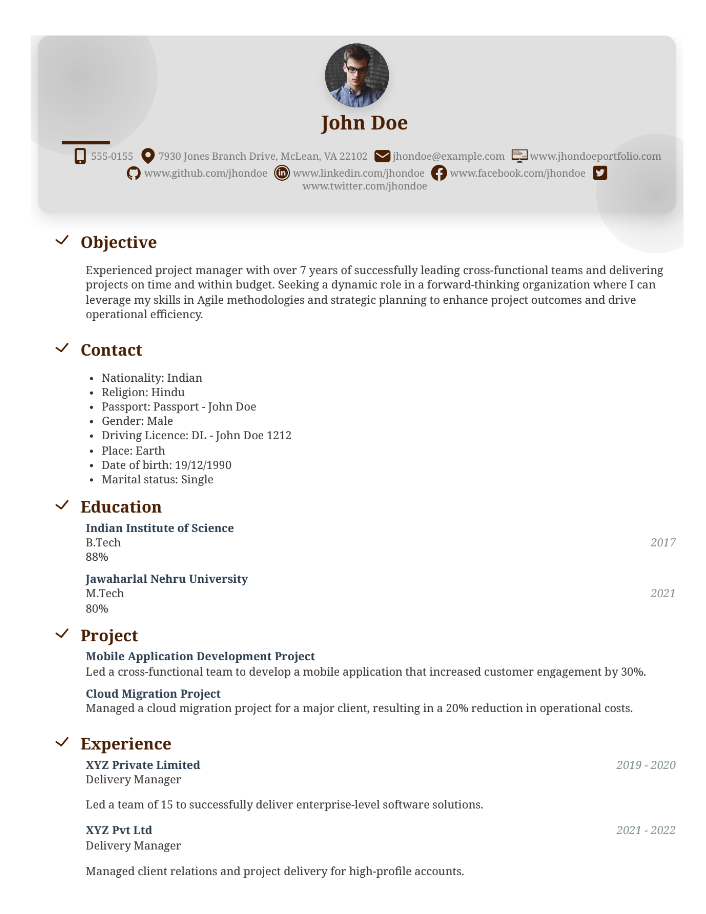 John Doe
555-0155 7930 Jones Branch Drive, McLean, VA 22102 jhondoe@example.com www.jhondoeportfolio.com
www.github.com/jhondoe in www.linkedin.com/jhondoe www.facebook.com/jhondoe
www.twitter.com/jhondoe
Objective
Experienced project manager with over 7 years of successfully leading cross-functional teams and delivering
projects on time and within budget. Seeking a dynamic role in a forward-thinking organization where I can
leverage my skills in Agile methodologies and strategic planning to enhance project outcomes and drive
operational efficiency.
Contact
• Nationality: Indian
• Religion: Hindu
• Passport: Passport - John Doe
• Gender: Male
• Driving Licence: DL - John Doe 1212
• Place: Earth
• Date of birth: 19/12/1990
• Marital status: Single
Education
Indian Institute of Science
B.Tech 2017
88%
Jawaharlal Nehru University
M.Tech 2021
80%
Project
Mobile Application Development Project
Led a cross-functional team to develop a mobile application that increased customer engagement by 30%.
Cloud Migration Project
Managed a cloud migration project for a major client, resulting in a 20% reduction in operational costs.
Experience
XYZ Private Limited 2019 - 2020
Delivery Manager
Led a team of 15 to successfully deliver enterprise-level software solutions.
XYZ Pvt Ltd 2021 - 2022
Delivery Manager
Managed client relations and project delivery for high-profile accounts.